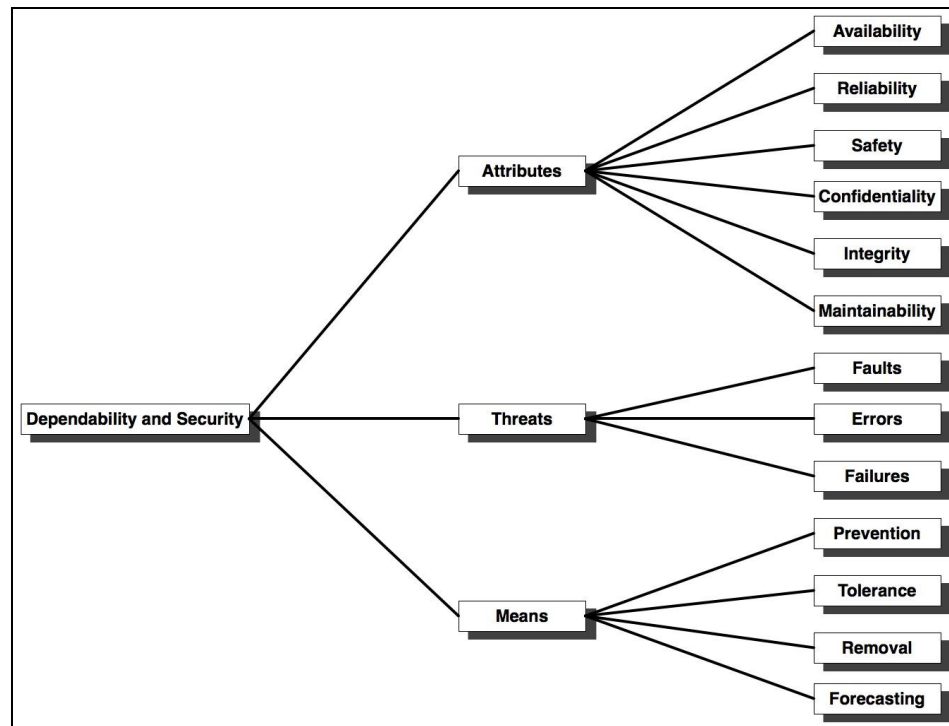 Availability
Reliability
Safety
Confidentiality
Integrity
Maintainability
Attributes
Dependability and Security
Threats
Faults
Errors
Failures
Means
Prevention
Tolerance
Removal
Forecasting